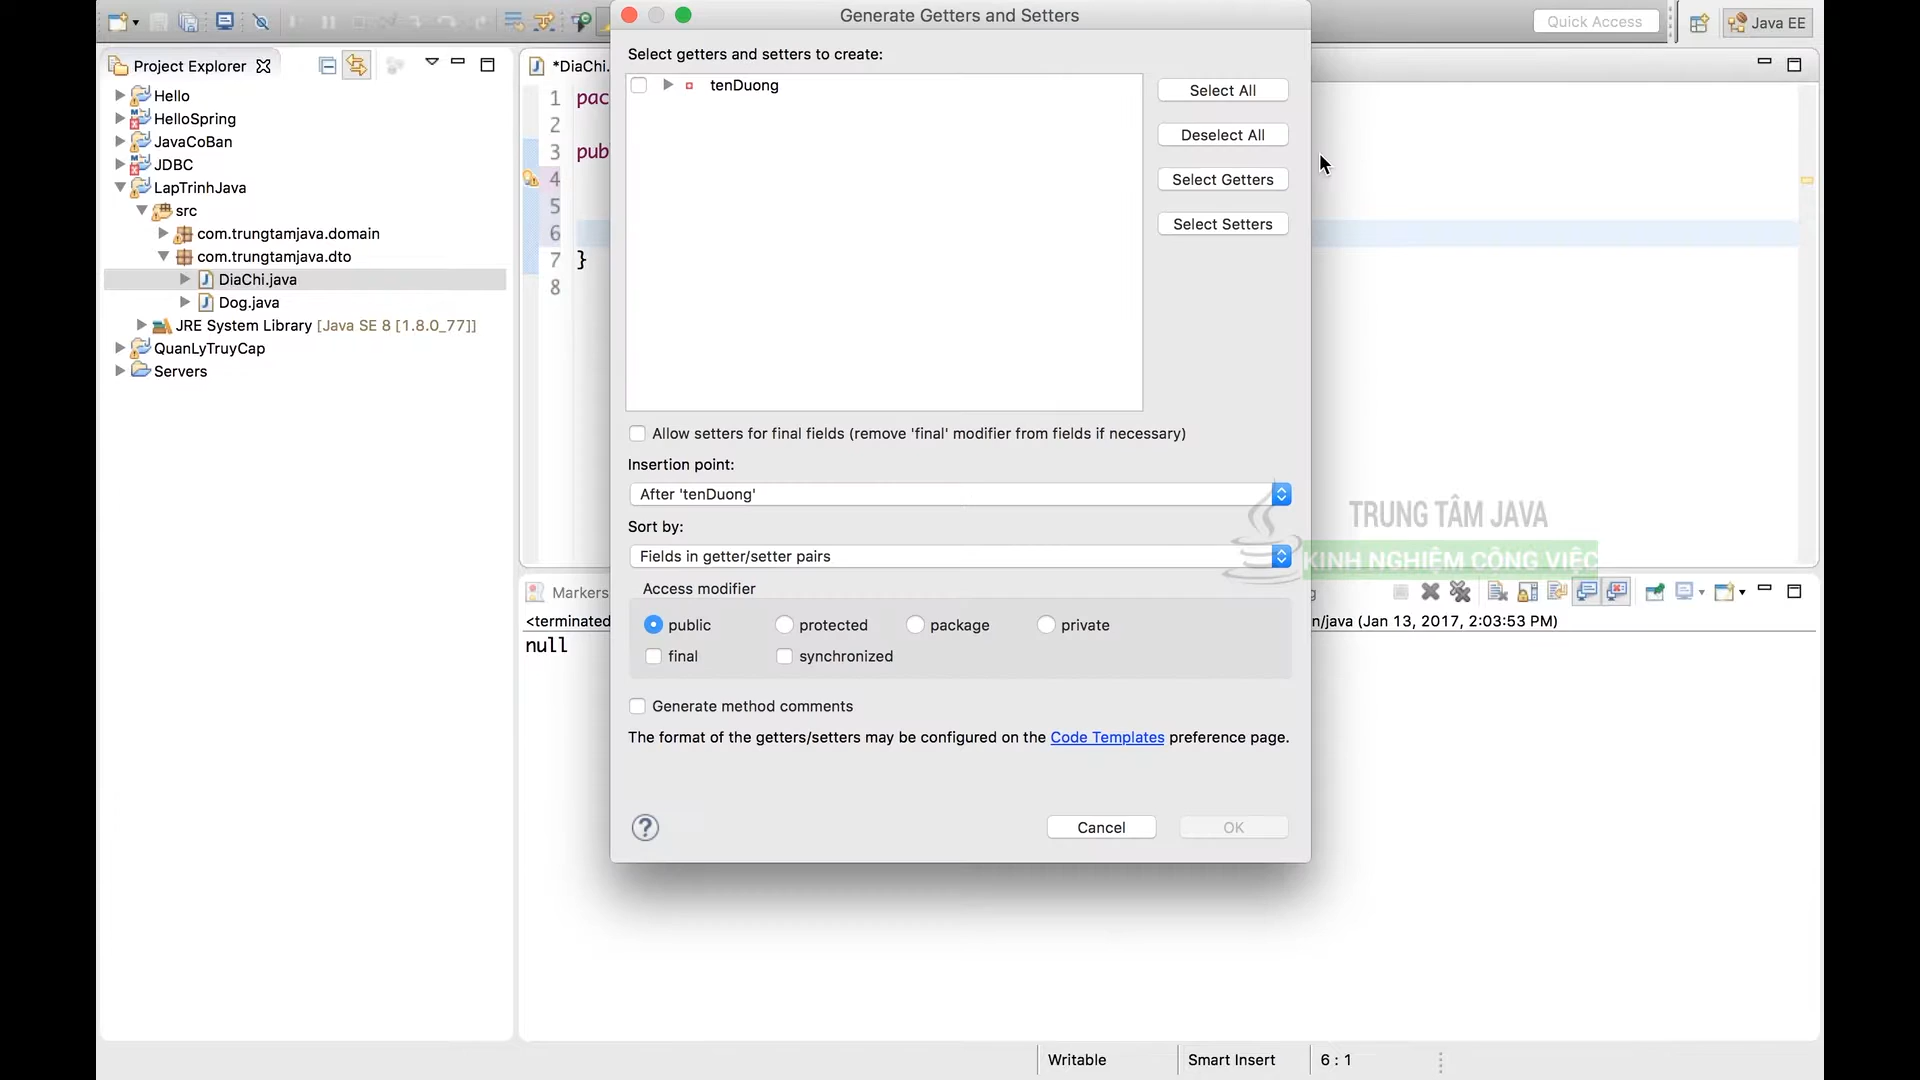 Generate Getters and Setters
Quick Access
Java EE
Project Explorer
Hello
HelloSpring
JavaCoBan
JDBC
LapTrinhJava
src
com.trungtamjava.domain
com.trungtamjava.dto
DiaChi.java
Dog.java
JRE System Library [Java SE 8 [1.8.0_77]]
QuanLyTruyCap
Servers
*DiaChi.
1 pac
2
3 pub
4
5
6
7 }
8
Select getters and setters to create:
tenDuong
Select All
Deselect All
Select Getters
Select Setters
Allow setters for final fields (remove 'final' modifier from fields if necessary)
Insertion point:
After 'tenDuong'
Sort by:
Fields in getter/setter pairs
Access modifier
public protected package private
final synchronized
Generate method comments
The format of the getters/setters may be configured on the Code Templates preference page.
? Cancel OK
TRUNG TÂM JAVA
KINH NGHIỆM CÔNG VIỆC
Markers
g
<terminated n/java (Jan 13, 2017, 2:03:53 PM)
null
Writable Smart Insert 6 : 1